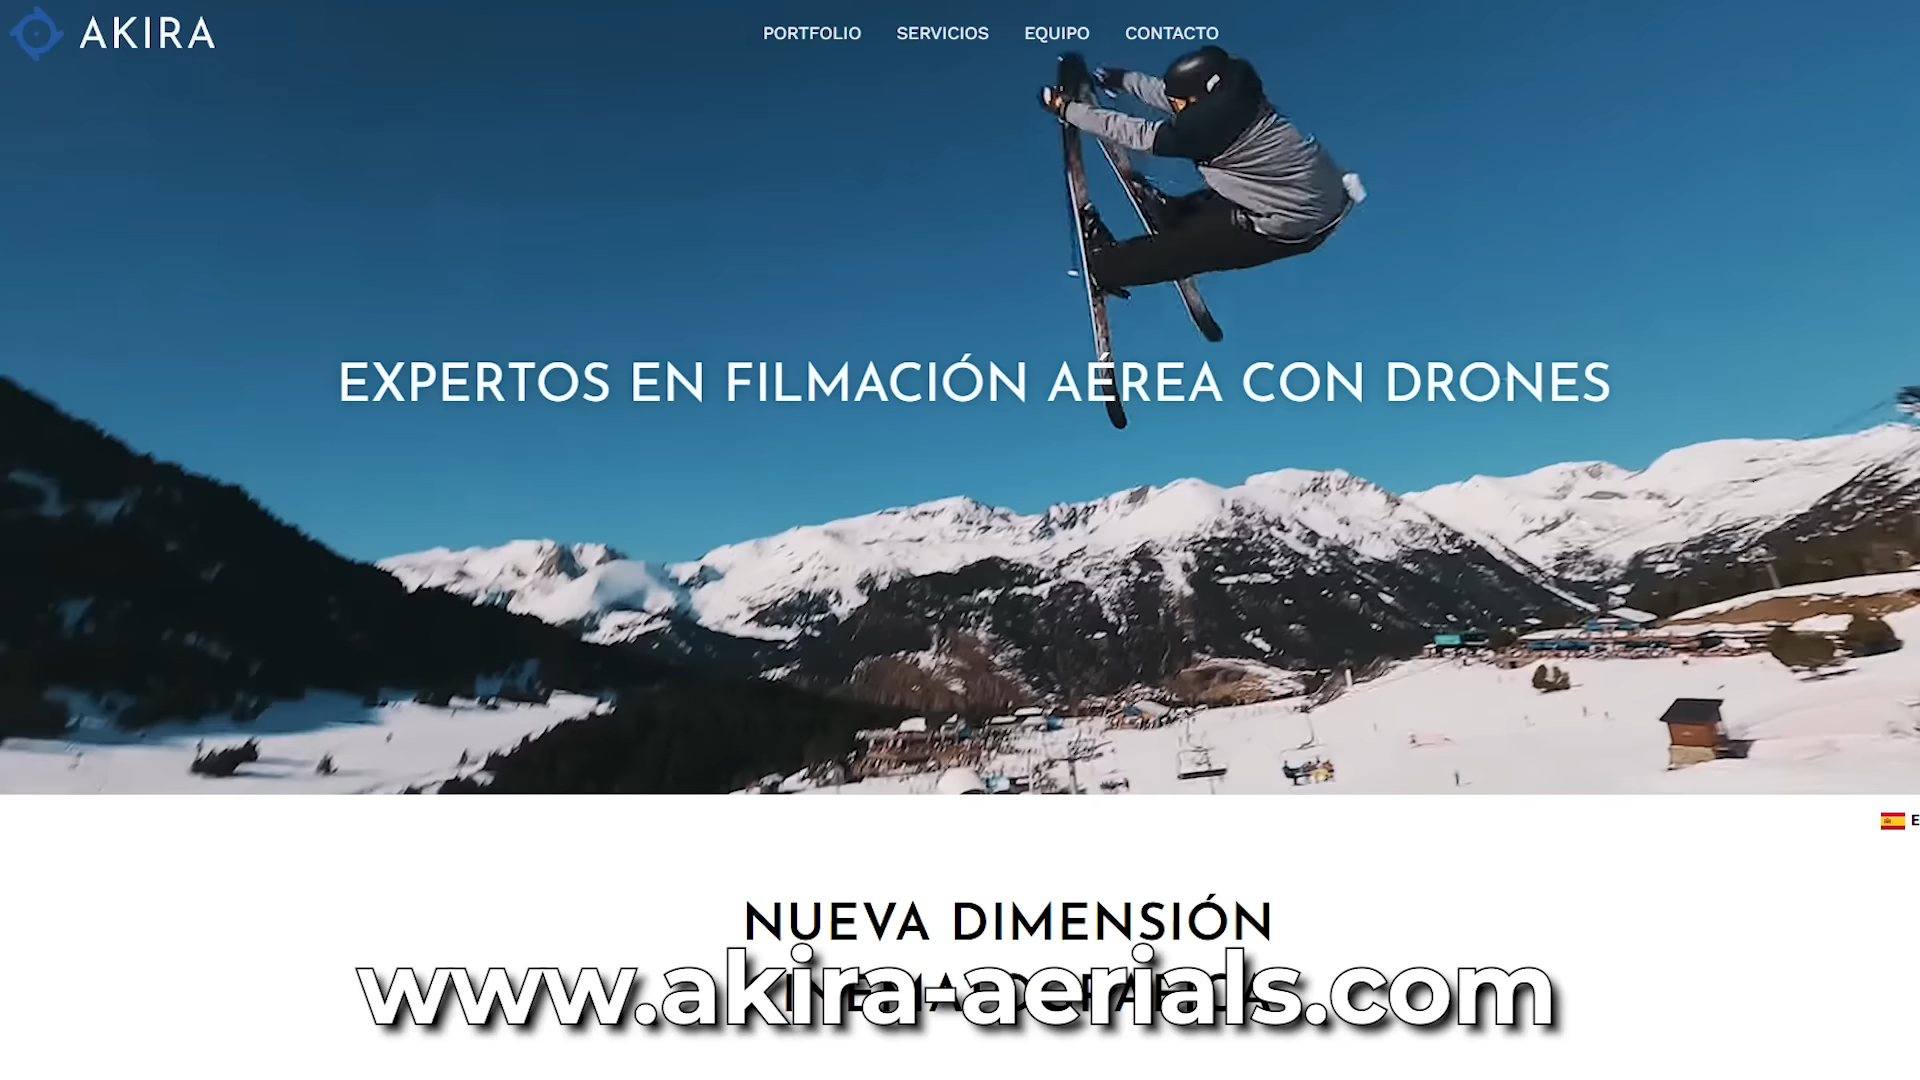 AKIRA
PORTFOLIO SERVICIOS EQUIPO CONTACTO
EXPERTOS EN FILMACIÓN AÉREA CON DRONES
E
NUEVA DIMENSIÓN
www.akira-aerials.com